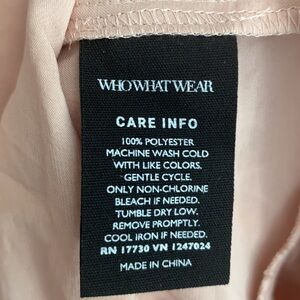 WHO WHAT WEAR
CARE INFO
100% POLYESTER
MACHINE WASH COLD
WITH LIKE COLORS.
GENTLE CYCLE.
ONLY NON-CHLORINE
BLEACH IF NEEDED.
TUMBLE DRY LOW.
REMOVE PROMPTLY.
COOL IRON IF NEEDED.
RN 17730 VN 1247024
MADE IN CHINA